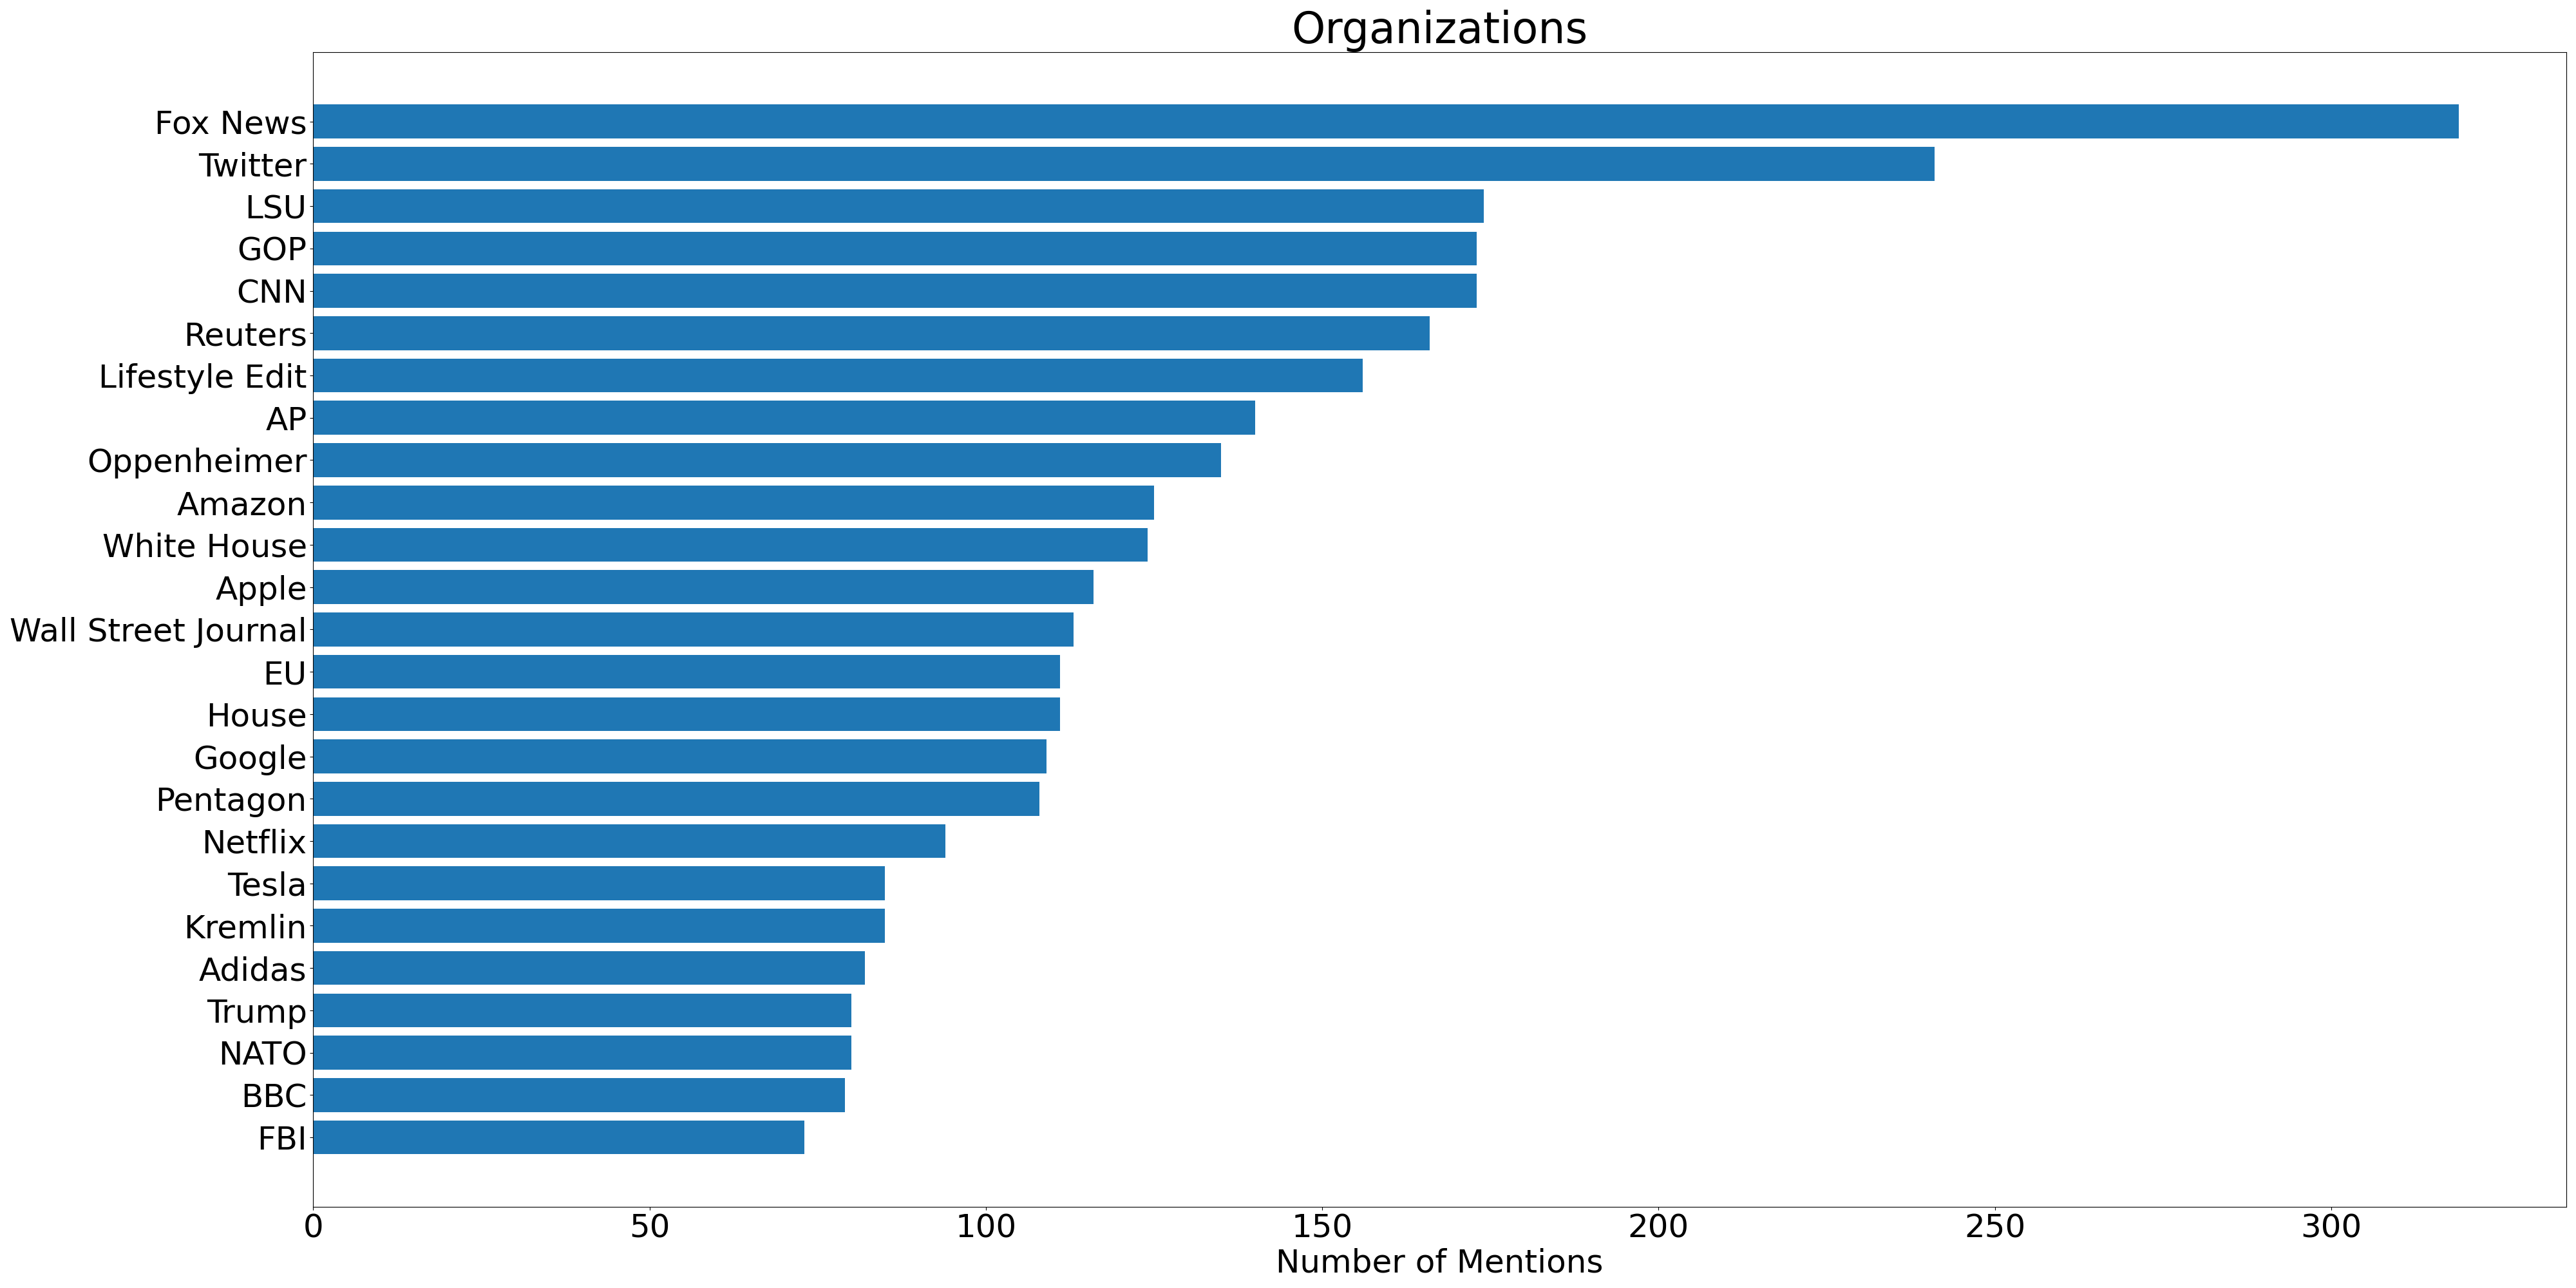 Organizations
Fox News
Twitter
LSU
GOP
CNN
Reuters
Lifestyle Edit
AP
Oppenheimer
Amazon
White House
Apple
Wall Street Journal
EU
House
Google
Pentagon
Netflix
Tesla
Kremlin
Adidas
Trump
NATO
BBC
FBI
0 50 100 150 200 250 300
Number of Mentions